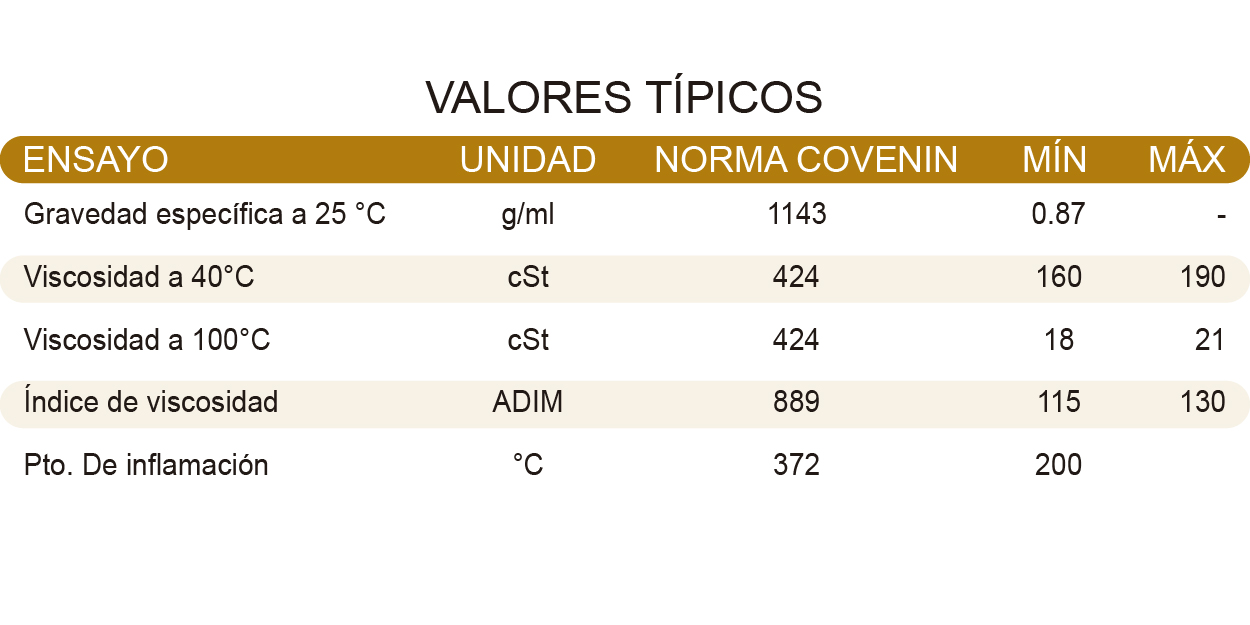 VALORES TÍPICOS
ENSAYO UNIDAD NORMA COVENIN MÍN MÁX
Gravedad específica a 25 °C g/ml 1143 0.87 -
Viscosidad a 40°C cSt 424 160 190
Viscosidad a 100°C cSt 424 18 21
Índice de viscosidad ADIM 889 115 130
Pto. De inflamación °C 372 200